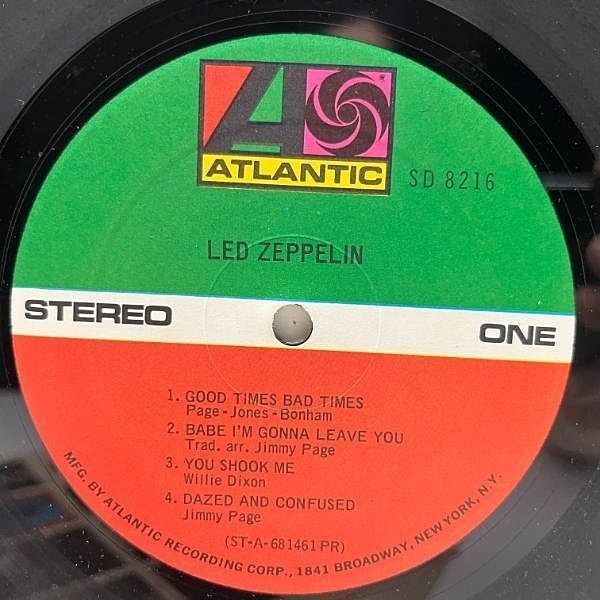 ATLANTIC
SD 8216
LED ZEPPELIN
STEREO
ONE
1. GOOD TIMES BAD TIMES
Page-Jones-Bonham
2. BABE I'M GONNA LEAVE YOU
Trad. arr. Jimmy Page
3. YOU SHOOK ME
Willie Dixon
4. DAZED AND CONFUSED
Jimmy Page
(ST-A-681461 PR)
MFG. BY ATLANTIC RECORDING CORP., 1841 BROADWAY, NEW YORK, N.Y.